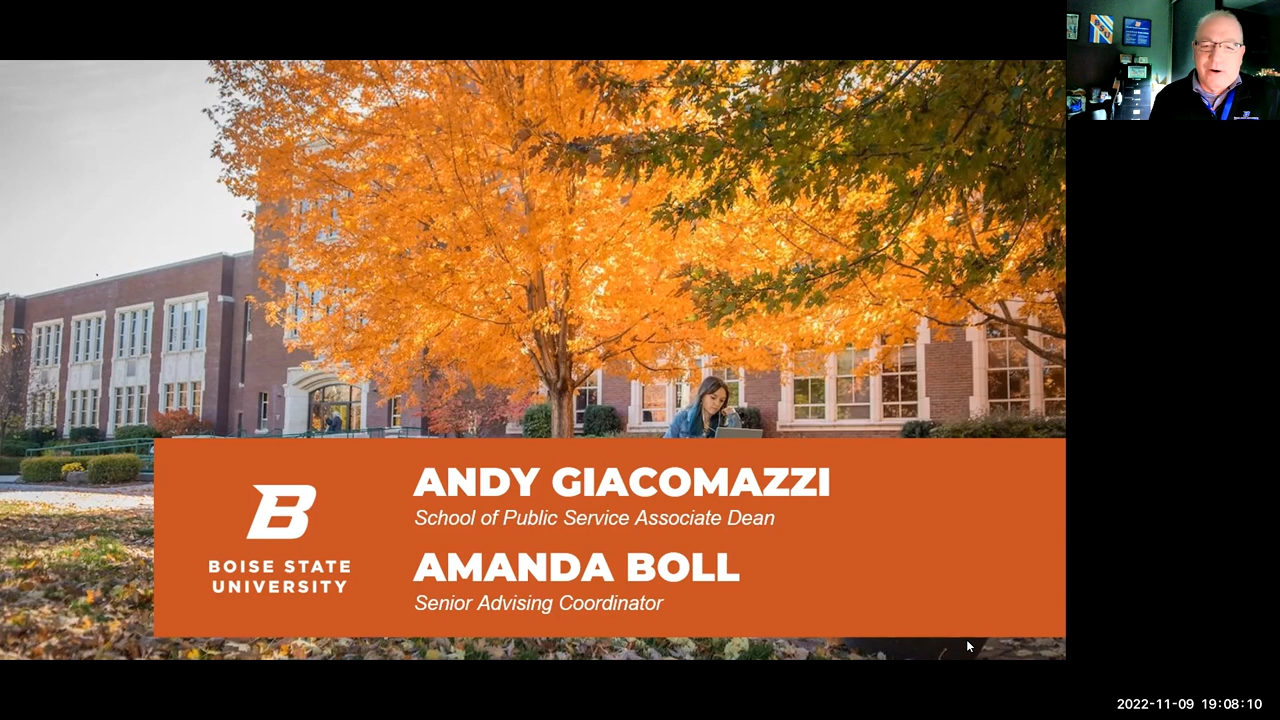 ANDY GIACOMAZZI
School of Public Service Associate Dean
BOISE STATE
UNIVERSITY
AMANDA BOLL
Senior Advising Coordinator
2022-11-09 19:08:10